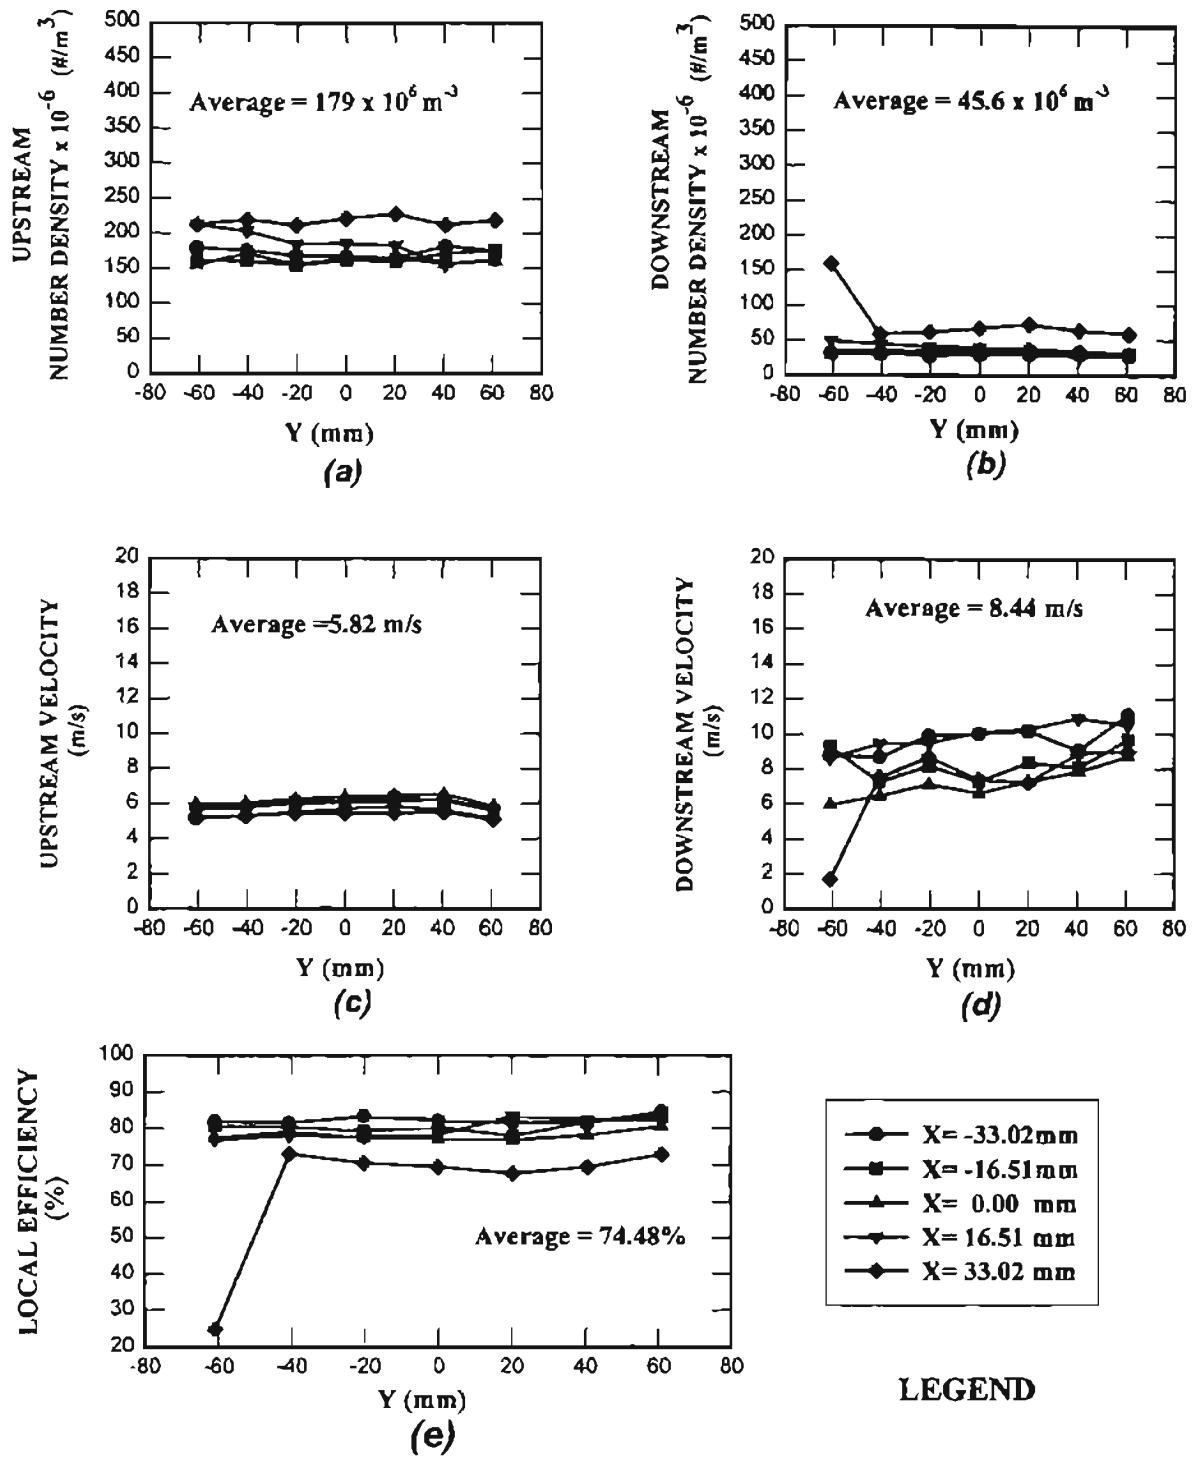 UPSTREAM
NUMBER DENSITY x 10^-6 (#/m^3)
500
450
400
350
300
250
200
150
100
50
0
Average = 179 x 10^6 m^-3
-80 -60 -40 -20 0 20 40 60 80
Y (mm)
(a)
DOWNSTREAM
NUMBER DENSITY x 10^-6 (#/m^3)
500
450
400
350
300
250
200
150
100
50
0
Average = 45.6 x 10^6 m^-3
-80 -60 -40 -20 0 20 40 60 80
Y (mm)
(b)
UPSTREAM VELOCITY
(m/s)
20
18
16
14
12
10
8
6
4
2
0
Average =5.82 m/s
-80 -60 -40 -20 0 20 40 60 80
Y (mm)
(c)
DOWNSTREAM VELOCITY
(m/s)
20
18
16
14
12
10
8
6
4
2
0
Average = 8.44 m/s
-80 -60 -40 -20 0 20 40 60 80
Y (mm)
(d)
LOCAL EFFICIENCY
(%)
100
90
80
70
60
50
40
30
20
Average = 74.48%
-80 -60 -40 -20 0 20 40 60 80
Y (mm)
(e)
X= -33.02mm
X= -16.51mm
X= 0.00 mm
X= 16.51 mm
X= 33.02 mm
LEGEND